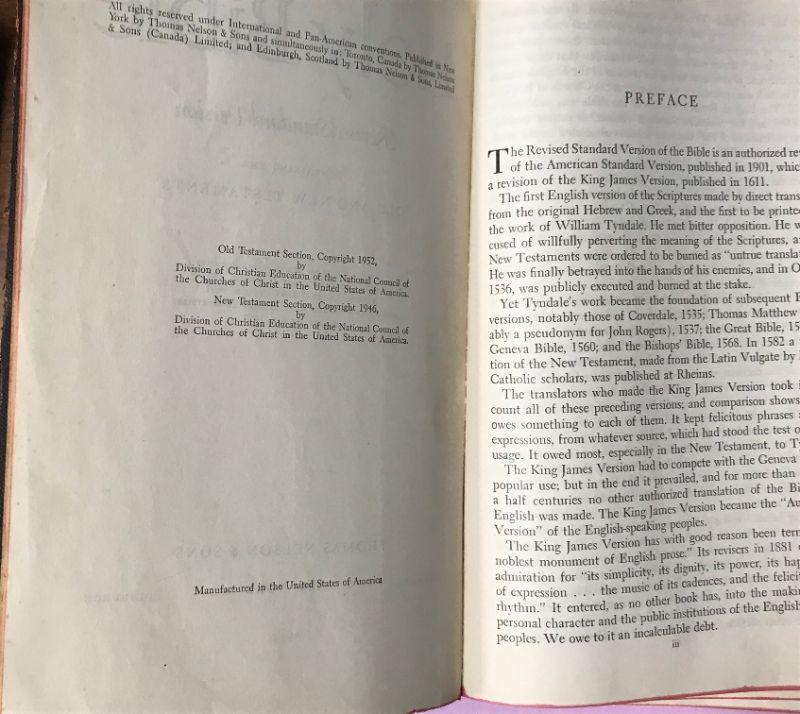 All rights reserved under International and Pan-American conventions. Published in New
York by Thomas Nelson & Sons and simultaneously in: Toronto, Canada by Thomas Nelson
& Sons (Canada) Limited; and Edinburgh, Scotland by Thomas Nelson & Sons, Limited
Old Testament Section, Copyright 1952,
by
Division of Christian Education of the National Council of
the Churches of Christ in the United States of America.
New Testament Section, Copyright 1946,
by
Division of Christian Education of the National Council of
the Churches of Christ in the United States of America.
Manufactured in the United States of America
PREFACE
The Revised Standard Version of the Bible is an authorized re
of the American Standard Version, published in 1901, whic
a revision of the King James Version, published in 1611.
The first English version of the Scriptures made by direct trans
from the original Hebrew and Greek, and the first to be printe
the work of William Tyndale. He met bitter opposition. He w
cused of willfully perverting the meaning of the Scriptures, a
New Testaments were ordered to be burned as "untrue transla
He was finally betrayed into the hands of his enemies, and in O
1536, was publicly executed and burned at the stake.
Yet Tyndale's work became the foundation of subsequent E
versions, notably those of Coverdale, 1535; Thomas Matthew
ably a pseudonym for John Rogers), 1537; the Great Bible, 15
Geneva Bible, 1560; and the Bishops' Bible, 1568. In 1582 a
tion of the New Testament, made from the Latin Vulgate by
Catholic scholars, was published at Rheims.
The translators who made the King James Version took i
count all of these preceding versions; and comparison shows
owes something to each of them. It kept felicitous phrases a
expressions, from whatever source, which had stood the test o
usage. It owed most, especially in the New Testament, to T
The King James Version had to compete with the Geneva
popular use; but in the end it prevailed, and for more than
a half centuries no other authorized translation of the Bi
English was made. The King James Version became the "Au
Version" of the English-speaking peoples.
The King James Version has with good reason been term
noblest monument of English prose." Its revisers in 1881
admiration for "its simplicity, its dignity, its power, its hap
of expression . . . the music of its cadences, and the felici
rhythm." It entered, as no other book has, into the makin
personal character and the public institutions of the English
peoples. We owe to it an incalculable debt.
iii